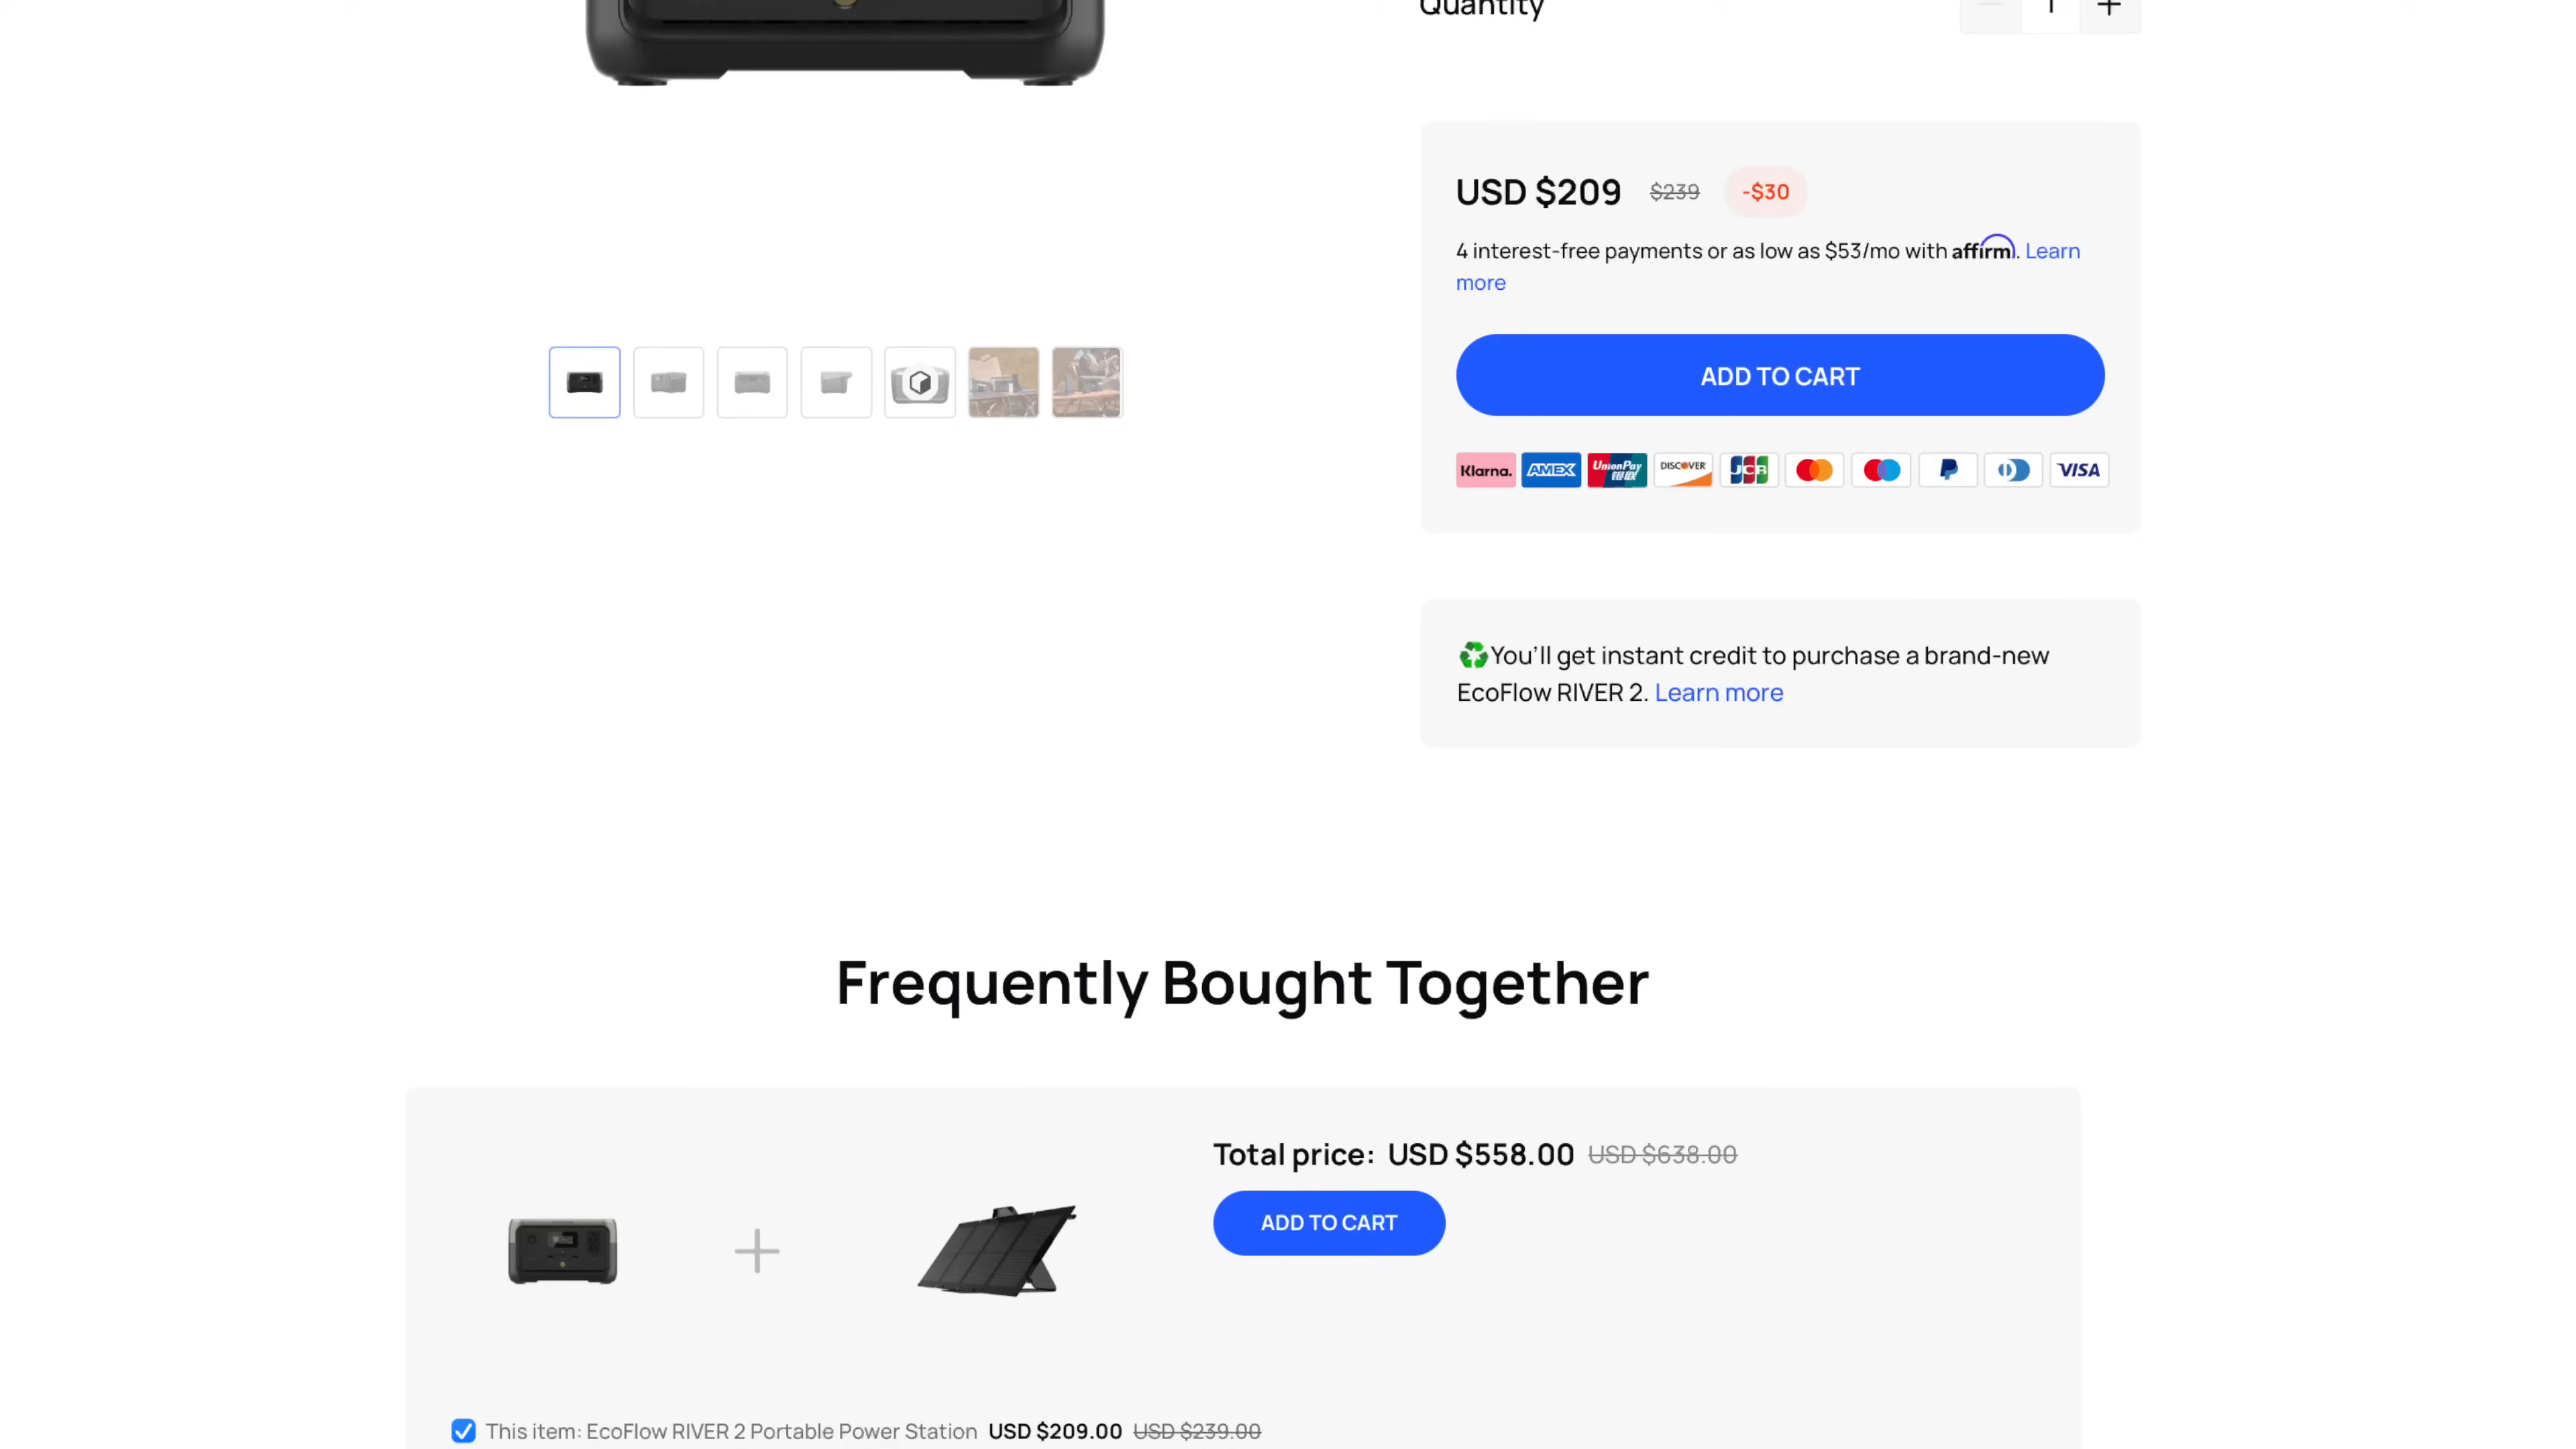 Quantity
1
USD $209 $239 -$30
4 interest-free payments or as low as $53/mo with affirm. Learn
more
ADD TO CART
Klarna. AMEX UnionPay 银联 DISCOVER JCB VISA
♻You'll get instant credit to purchase a brand-new
EcoFlow RIVER 2. Learn more
Frequently Bought Together
Total price: USD $558.00 USD $638.00
ADD TO CART
This item: EcoFlow RIVER 2 Portable Power Station USD $209.00 USD $239.00